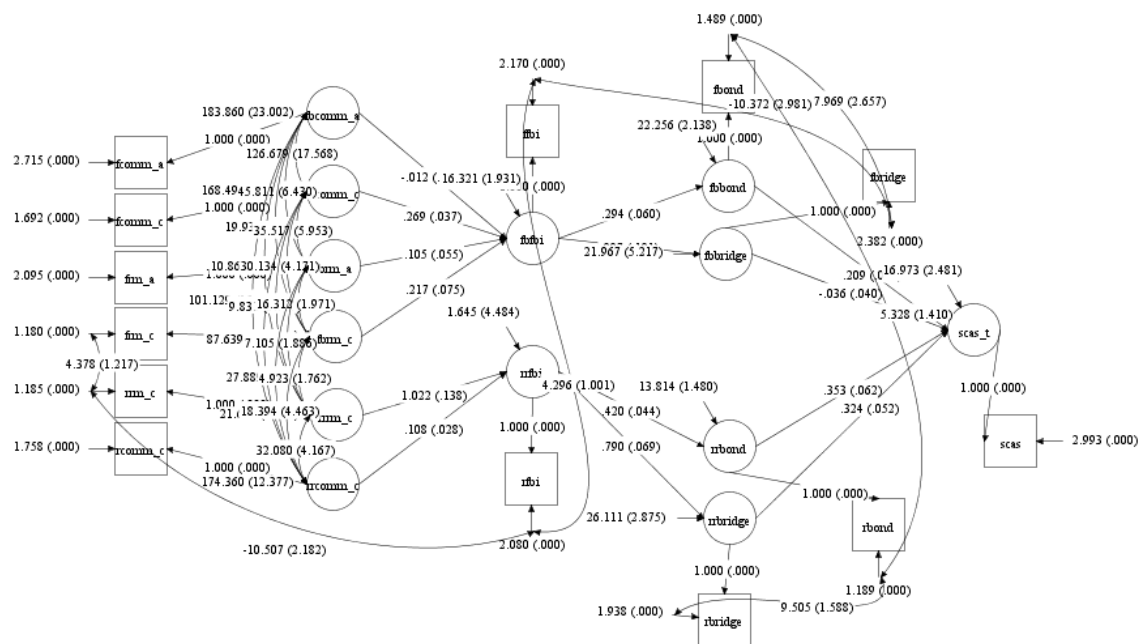 1.489 (.000)
2.170 (.000)
fbond
7.969 (2.657)
-10.372 (2.981)
183.860 (23.002)
ffbi
22.256 (2.138)
1.000 (.000)
2.715 (.000)
fcomm_a
1.000 (.000)
126.679 (17.568)
fbridge
16.321 (1.931)
-.012
fbbond
1.000 (.000)
1.692 (.000)
fcomm_c
1.000 (.000)
45.811 (6.430)
.269 (.037)
.294 (.060)
2.382 (.000)
35.517 (5.953)
fbfbi
21.967 (5.217)
fbbridge
2.095 (.000)
frm_a
30.134 (4.171)
.105 (.055)
16.973 (2.481)
-.036 (.040)
16.312 (1.971)
.217 (.075)
5.328 (1.410)
1.180 (.000)
frm_c
87.639
7.105 (1.886)
1.645 (4.484)
scas_t
4.378 (1.217)
rrfbi
4.296 (1.001)
13.814 (1.480)
.353 (.062)
1.185 (.000)
rrm_c
4.923 (1.762)
1.022 (.138)
.420 (.044)
.324 (.052)
1.000 (.000)
18.394 (4.463)
.108 (.028)
1.000 (.000)
.790 (.069)
rrbond
scas
2.993 (.000)
1.758 (.000)
rcomm_c
32.080 (4.167)
1.000 (.000)
174.360 (12.377)
rrcomm_c
rfbi
1.000 (.000)
26.111 (2.875)
rrbridge
rbond
-10.507 (2.182)
2.080 (.000)
1.000 (.000)
1.189 (.000)
1.938 (.000)
rbridge
9.505 (1.588)